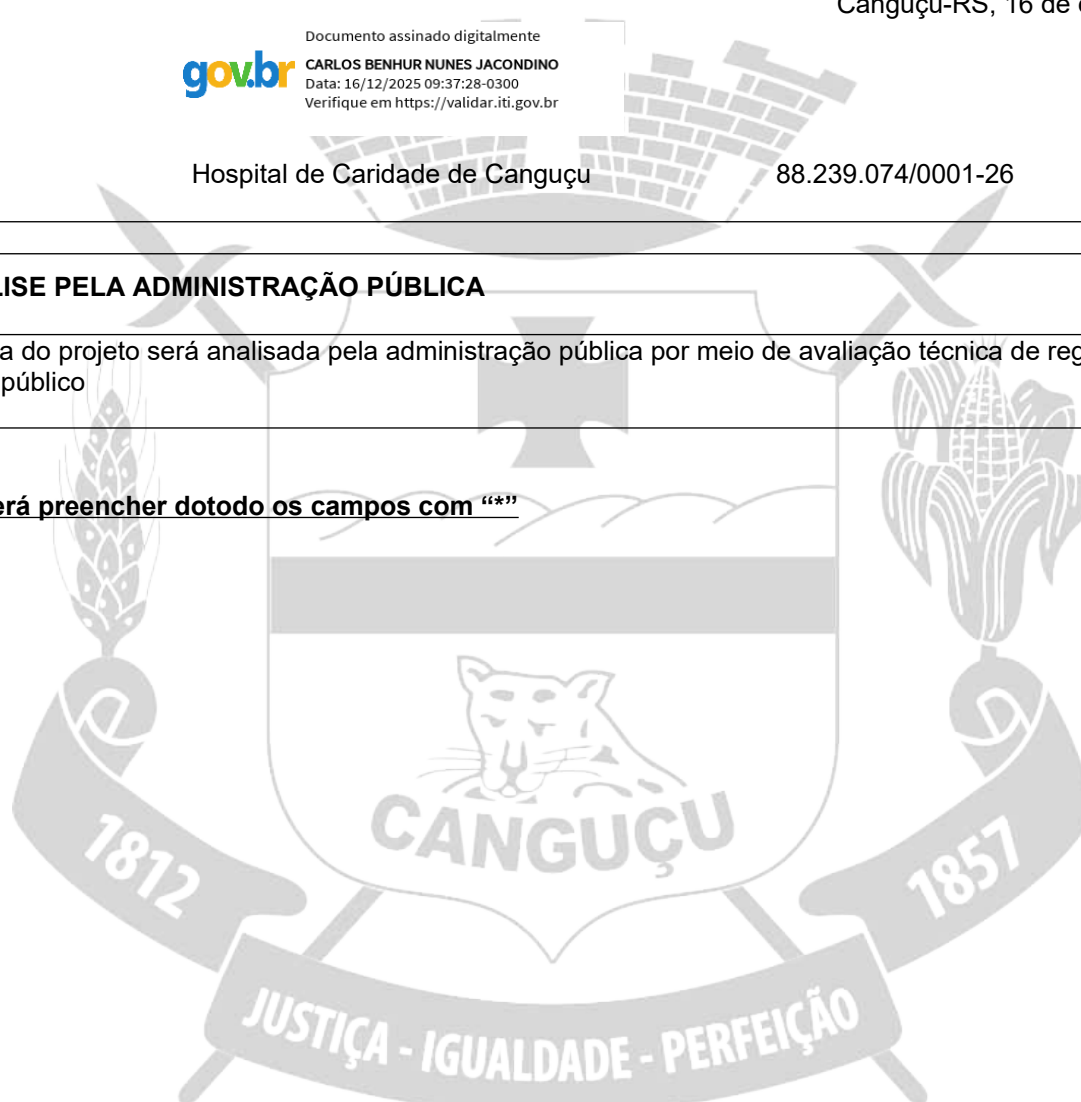 Canguçu-RS, 16 de
Documento assinado digitalmente
gov.br
CARLOS BENHUR NUNES JACONDINO
Data: 16/12/2025 09:37:28-0300
Verifique em https://validar.iti.gov.br
Hospital de Caridade de Canguçu 88.239.074/0001-26
LISE PELA ADMINISTRAÇÃO PÚBLICA
a do projeto será analisada pela administração pública por meio de avaliação técnica de reg
público
erá preencher dotodo os campos com “*”
CANGUÇU
1812
1857
JUSTIÇA - IGUALDADE - PERFEIÇÃO